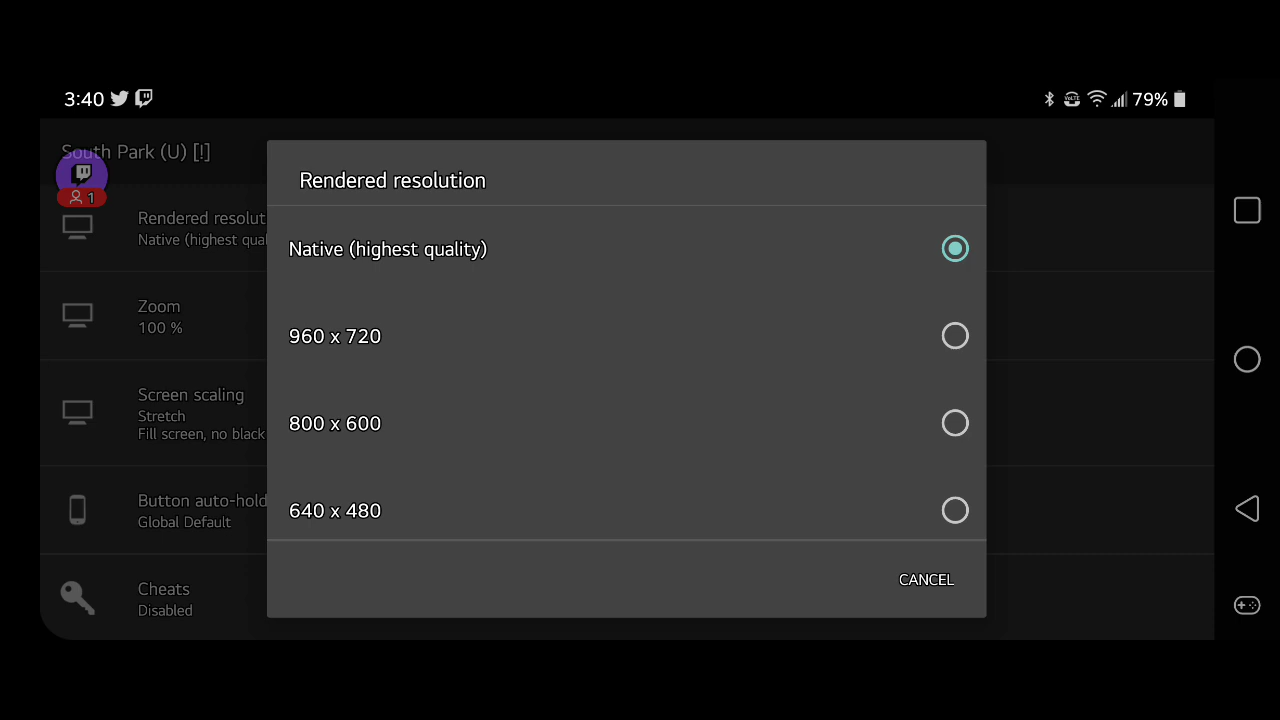 3:40
VoLTE
79%
South Park (U) [!]
1
Rendered resolution
Rendered resolut
Native (highest qual
Native (highest quality)
Zoom
100 %
960 x 720
Screen scaling
Stretch
Fill screen, no black
800 x 600
Button auto-hold
Global Default
640 x 480
Cheats
Disabled
CANCEL